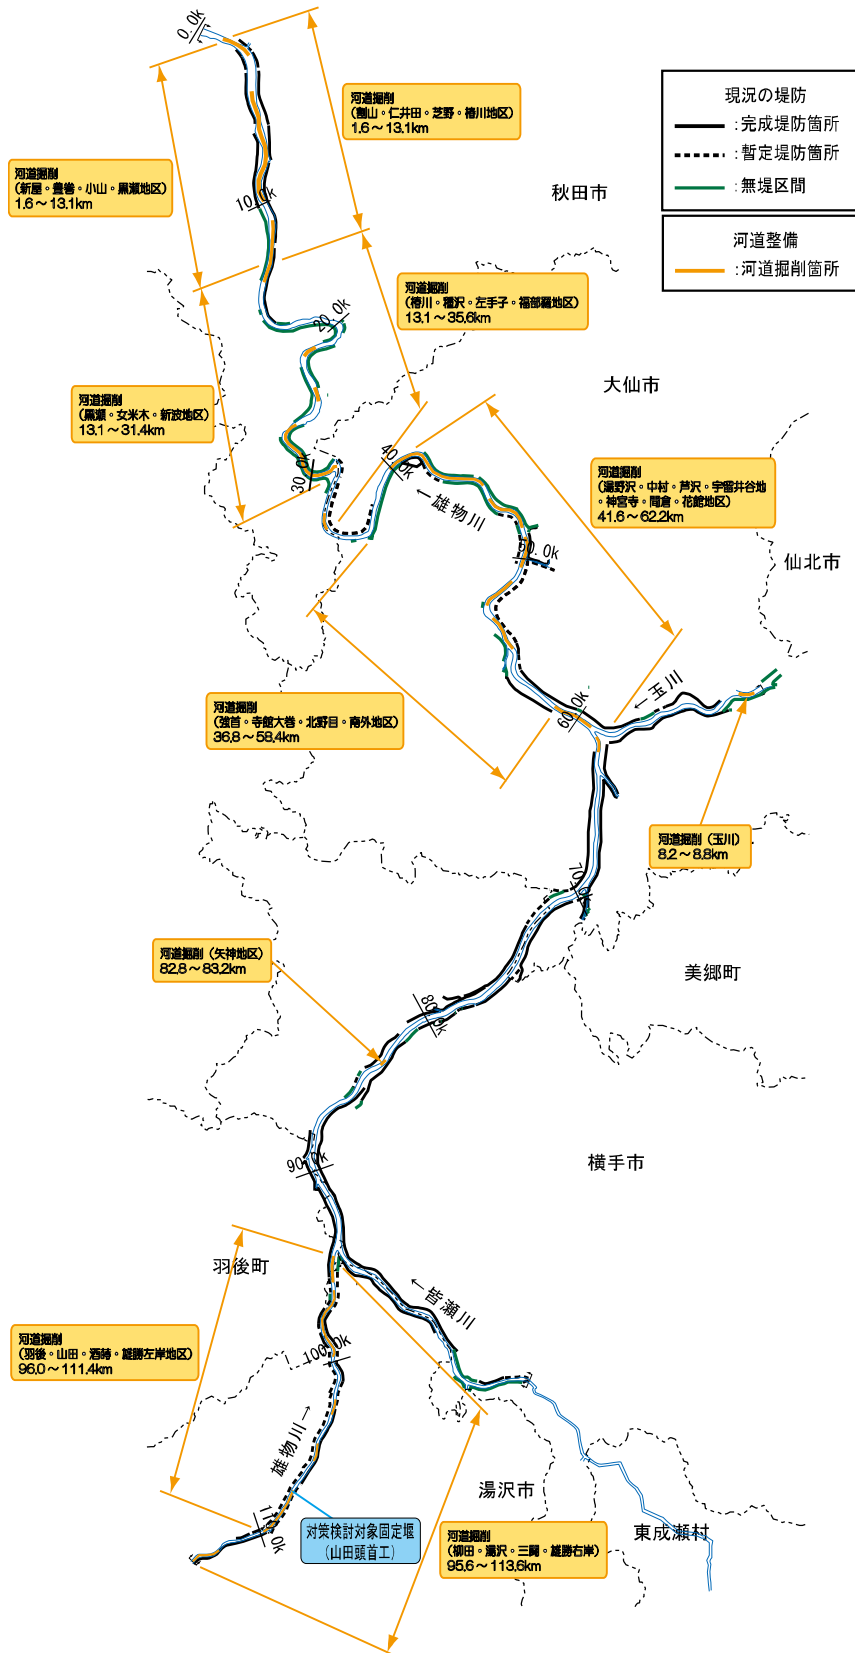 0.0k
河道掘削
(割山。仁井田。芝野。椿川地区)
1.6～13.1km
現況の堤防
:完成堤防箇所
:暫定堤防箇所
:無堤区間
河道整備
:河道掘削箇所
河道掘削
(新屋。豊巻。小山。黒瀬地区)
1.6～13.1km
10.0k
秋田市
河道掘削
(椿川。種沢。左手子。福部羅地区)
13.1～35.6km
20.0k
大仙市
河道掘削
(黒瀬。女米木。新波地区)
13.1～31.4km
30.0k
40.0k
←雄物川
河道掘削
(湯野沢。中村。芦沢。宇留井谷地
。神宮寺。間倉。花館地区)
41.6～62.2km
50.0k
仙北市
←玉川
60.0k
河道掘削
(強首。寺館大巻。北野目。南外地区)
36.8～58.4km
河道掘削（玉川）
8.2～8.8km
70.0k
河道掘削（矢神地区）
82.8～83.2km
美郷町
80.0k
横手市
90.0k
羽後町
←皆瀬川
河道掘削
(羽後。山田。酒蒔。雄勝左岸地区)
96.0～111.4km
100.0k
雄物川→
湯沢市
110.0k
対策検討対象固定堰
(山田頭首工)
河道掘削
(柳田。湯沢。三関。雄勝右岸)
95.6～113.6km
東成瀬村